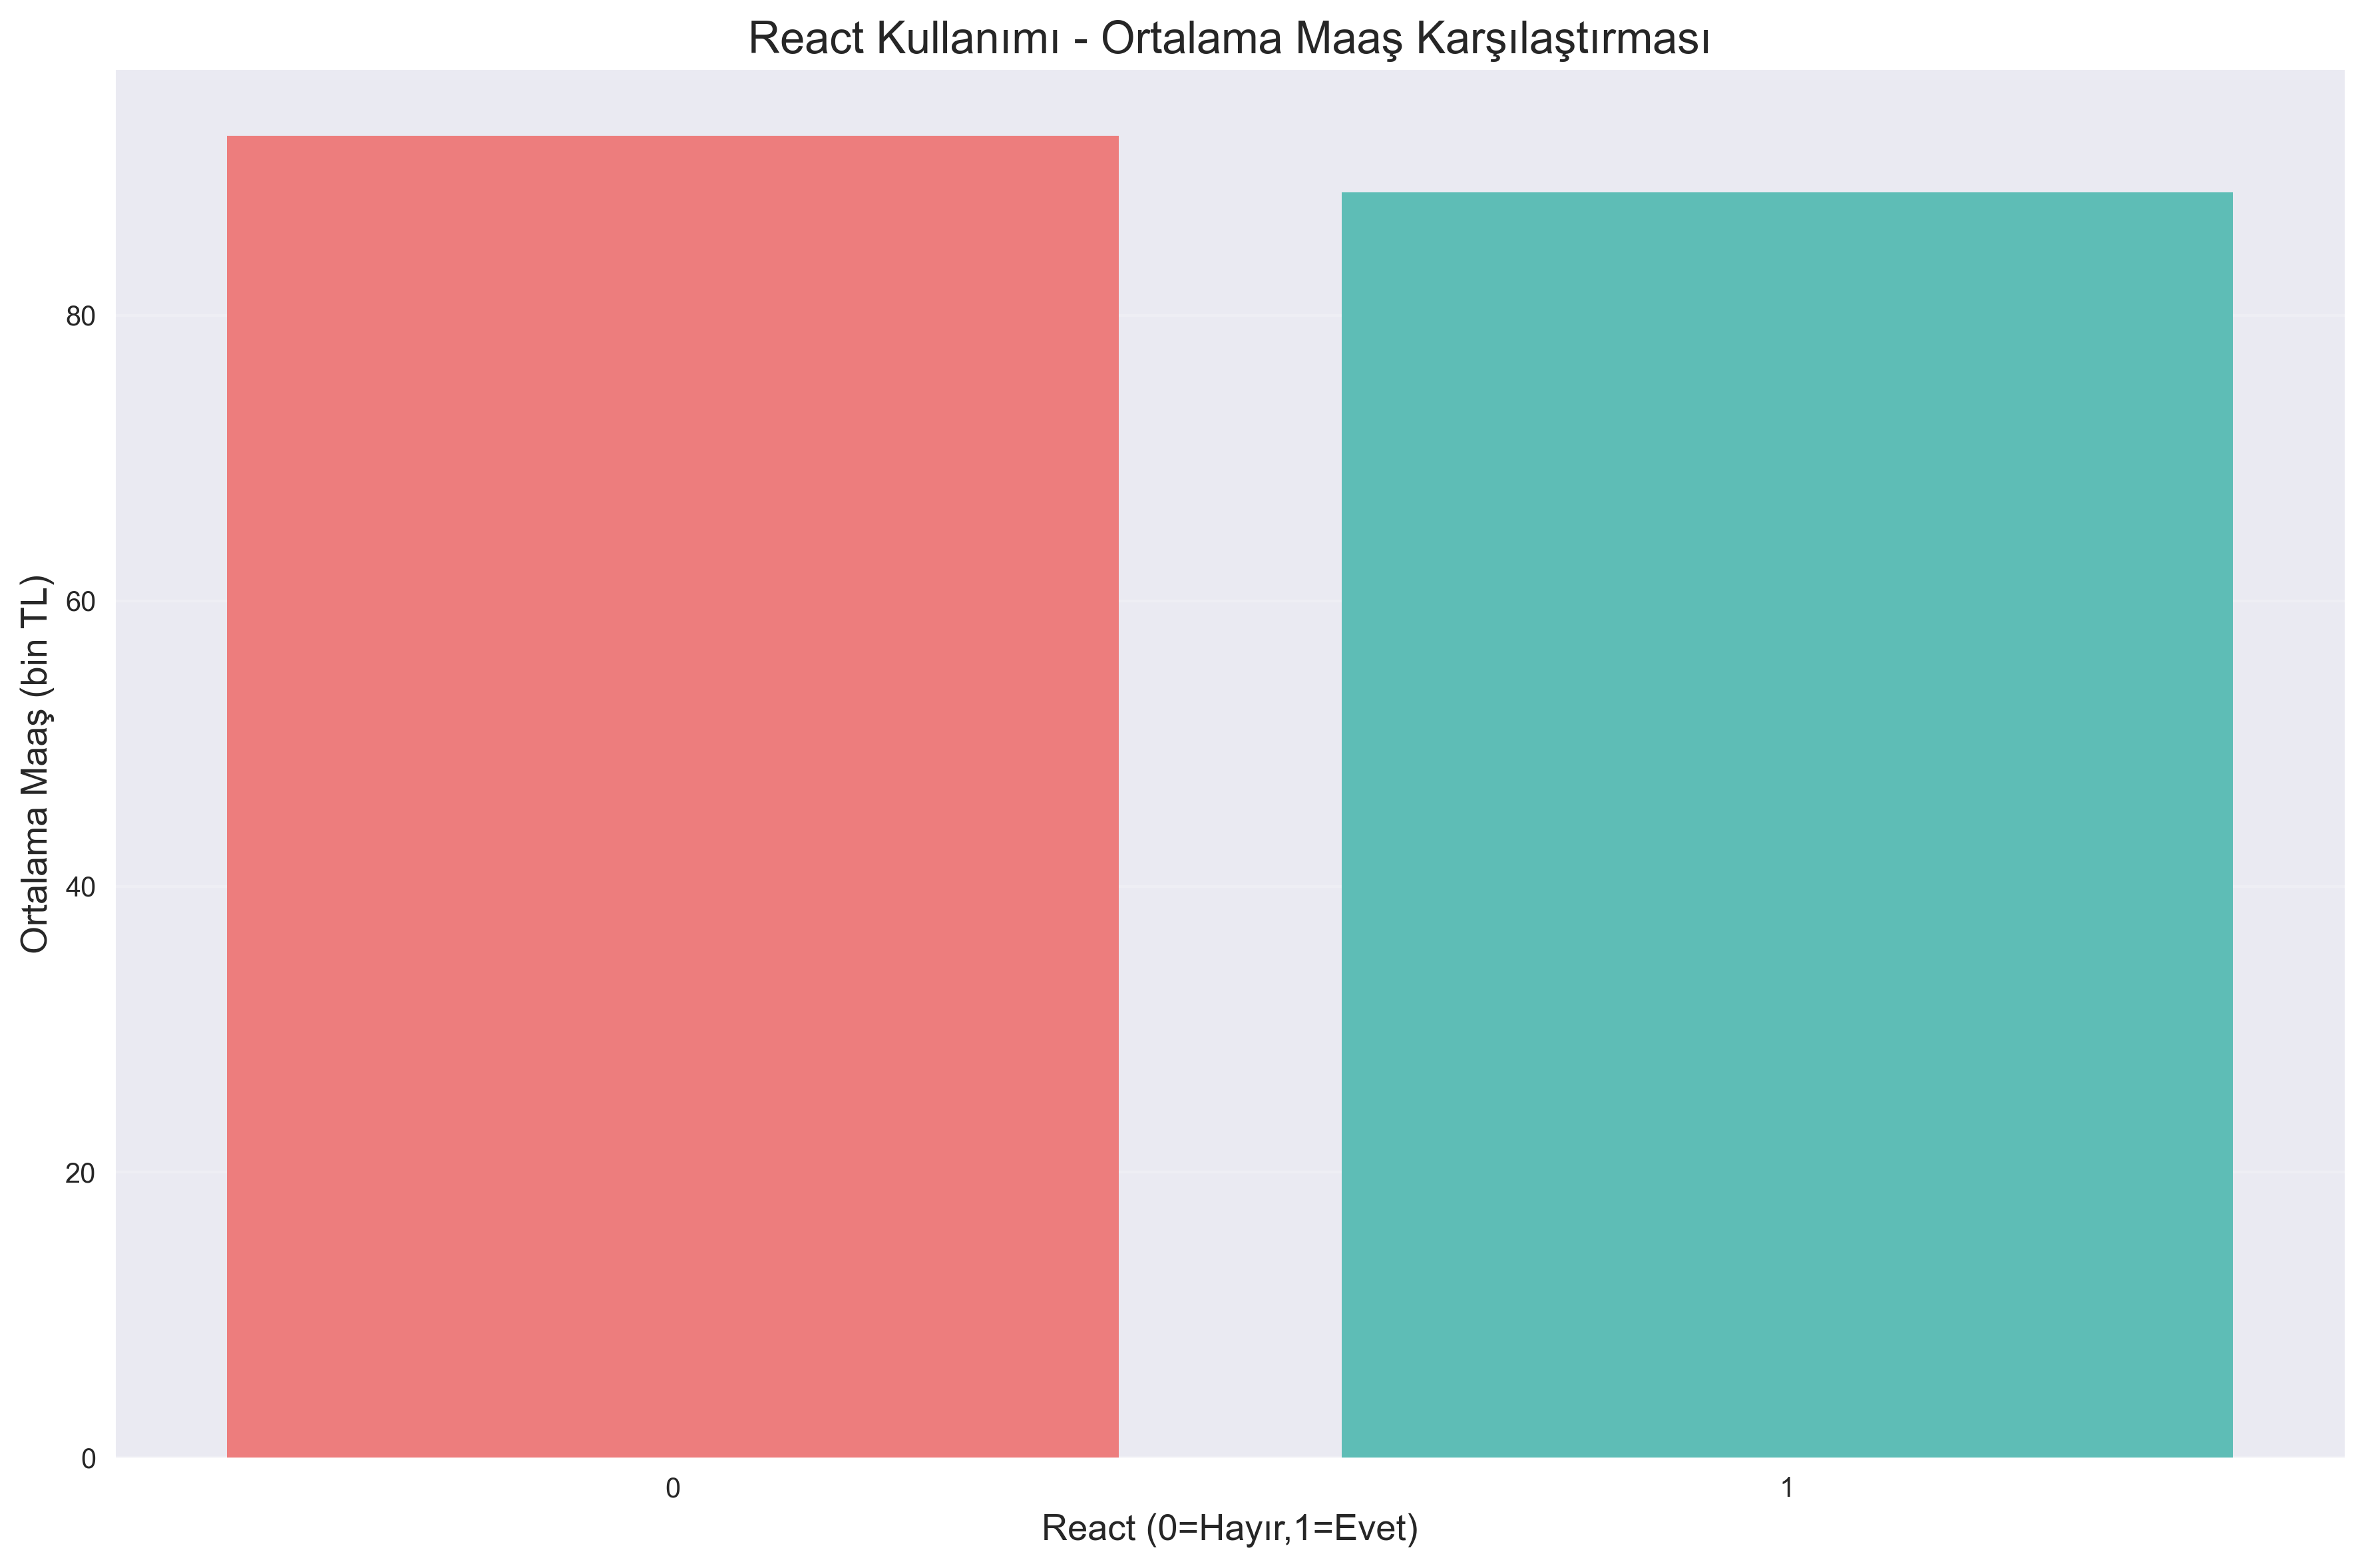 React Kullanımı - Ortalama Maaş Karşılaştırması
Ortalama Maaş (bin TL)
80
60
40
20
0
0
1
React (0=Hayır,1=Evet)